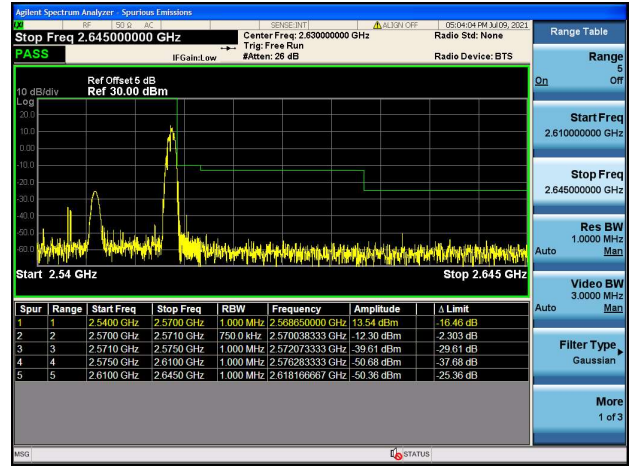 Agilent Spectrum Analyzer - Spurious Emissions
RF 50 Ω AC SENSE:INT ALIGN OFF 05:04:04 PM Jul 09, 2021
Stop Freq 2.645000000 GHz
Center Freq: 2.630000000 GHz
Radio Std: None
Trig: Free Run
PASS
IFGain:Low
#Atten: 26 dB
Radio Device: BTS
Ref Offset 5 dB
10 dB/div Ref 30.00 dBm
Log
20.0
10.0
0.00
-10.0
-20.0
-30.0
-40.0
-50.0
-60.0
Start 2.54 GHz
Stop 2.645 GHz
Spur Range Start Freq Stop Freq RBW Frequency Amplitude Δ Limit
1 1 2.5400 GHz 2.5700 GHz 1.000 MHz 2.568650000 GHz 13.54 dBm -16.46 dB
2 2 2.5700 GHz 2.5710 GHz 750.0 kHz 2.570038333 GHz -12.30 dBm -2.303 dB
3 3 2.5710 GHz 2.5750 GHz 1.000 MHz 2.572073333 GHz -39.61 dBm -29.61 dB
4 4 2.5750 GHz 2.6100 GHz 1.000 MHz 2.576283333 GHz -50.68 dBm -37.68 dB
5 5 2.6100 GHz 2.6450 GHz 1.000 MHz 2.618166667 GHz -50.36 dBm -25.36 dB
MSG
STATUS
Range Table
Range
5
On Off
Start Freq
2.610000000 GHz
Stop Freq
2.645000000 GHz
Res BW
1.0000 MHz
Auto Man
Video BW
3.0000 MHz
Auto Man
Filter Type
Gaussian
More
1 of 3